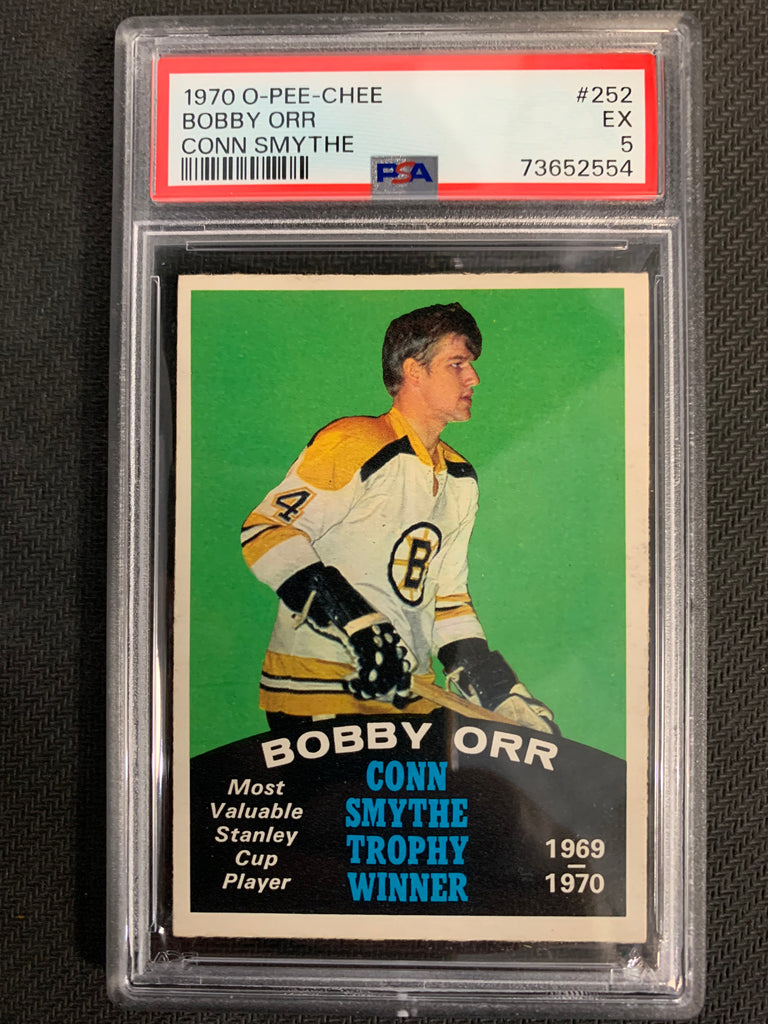 1970 O-PEE-CHEE #252
BOBBY ORR EX
CONN SMYTHE 5
PSA 73652554
4
B
BOBBY ORR
Most
Valuable
Stanley
Cup
Player
CONN
SMYTHE
TROPHY
WINNER
1969
–
1970